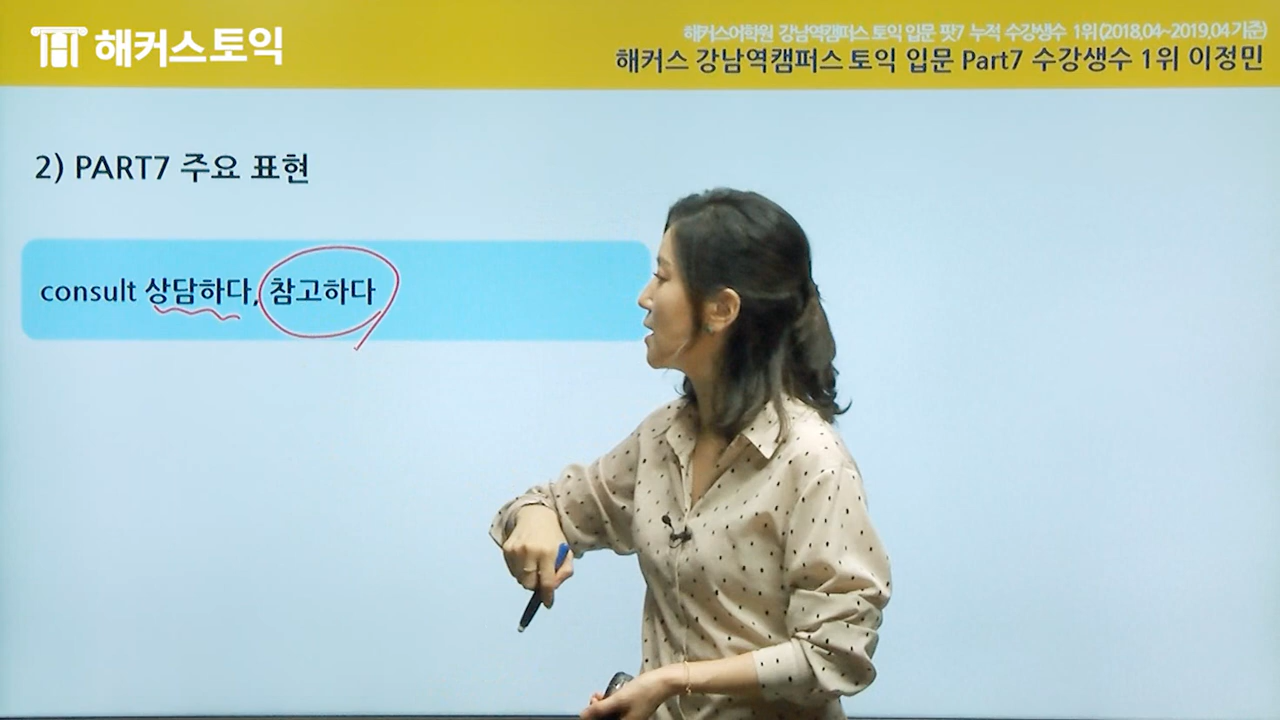 해커스토익
해커스어학원 강남역캠퍼스 토익 입문 팟7 누적 수강생수 1위(2018.04~2019.04 기준)
해커스 강남역캠퍼스 토익 입문 Part7 수강생수 1위 이정민
2) PART7 주요 표현
consult 상담하다, 참고하다